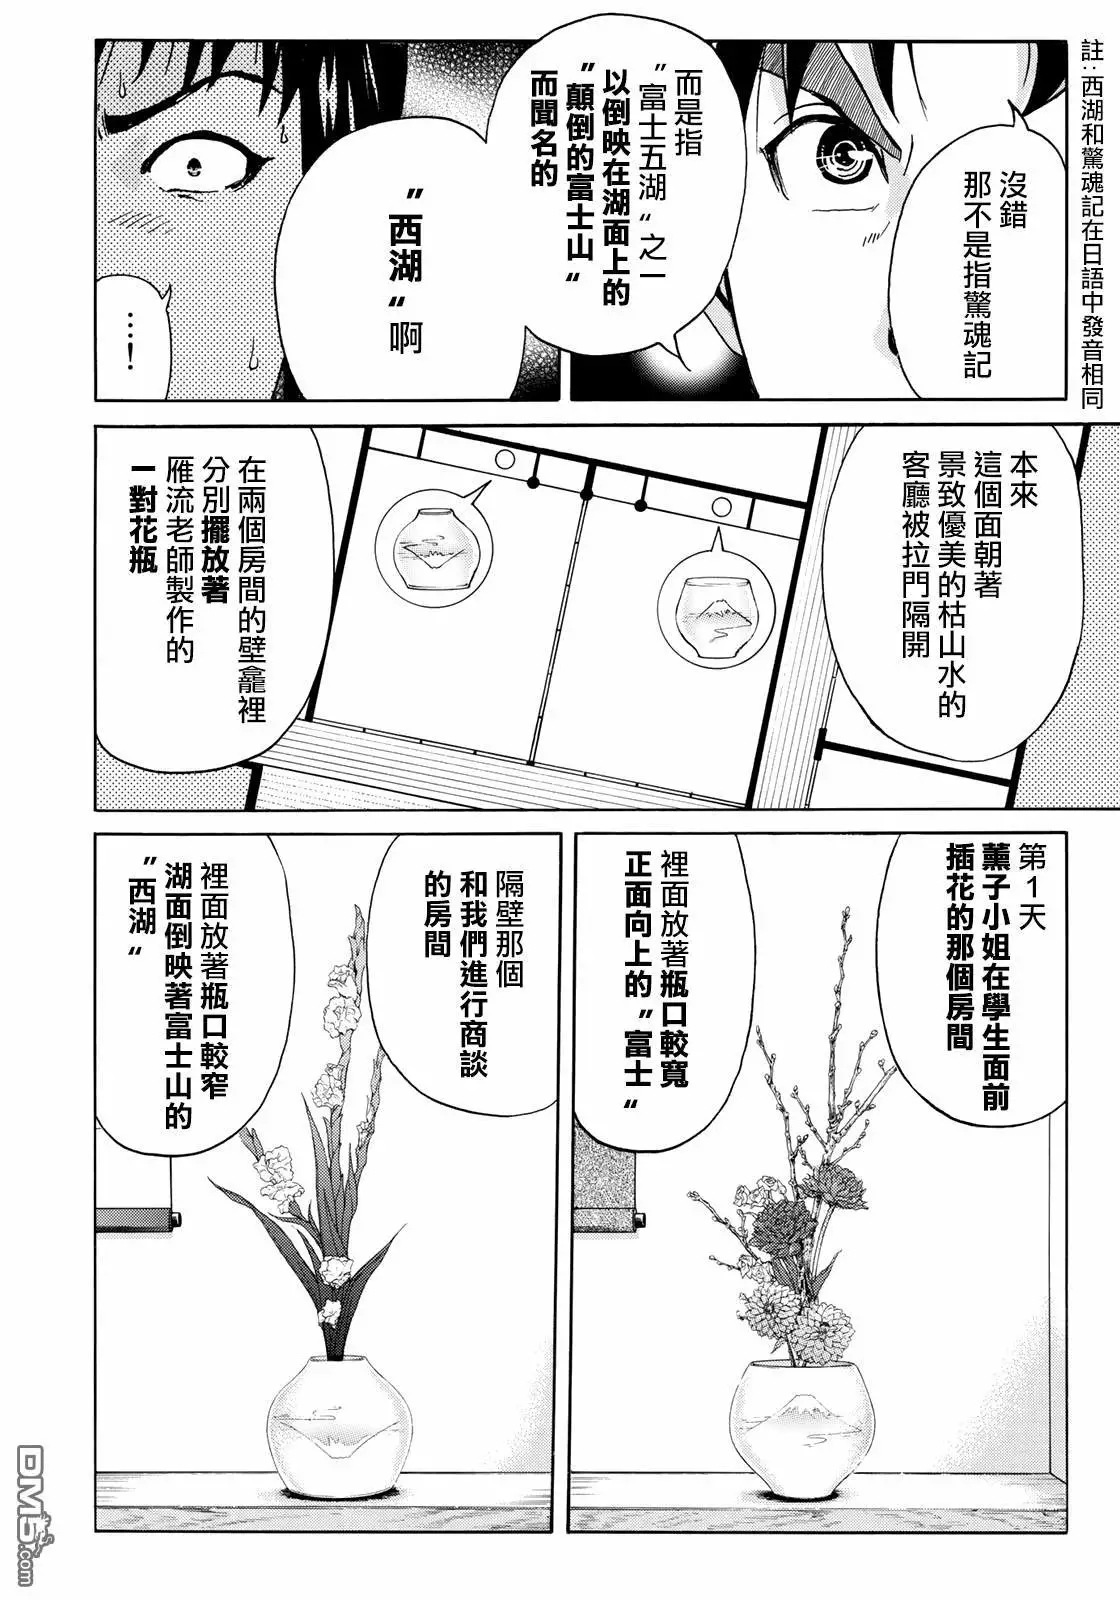 註：西湖和驚魂記在日語中發音相同
沒錯
那不是指驚魂記
而是指
〝富士五湖〞之一
以倒映在湖面上的
〝顛倒的富士山〞
而聞名的
〝西湖〞啊
…！
本來
這個面朝著
景致優美的枯山水的
客廳被拉門隔開
在兩個房間的壁龕裡
分別擺放著
雁流老師製作的
一對花瓶
第1天
薰子小姐在學生面前
插花的那個房間
裡面放著瓶口較寬
正面向上的〝富士〞
隔壁那個
和我們進行商談
的房間
裡面放著瓶口較窄
湖面倒映著富士山的
〝西湖〞
DM5.com